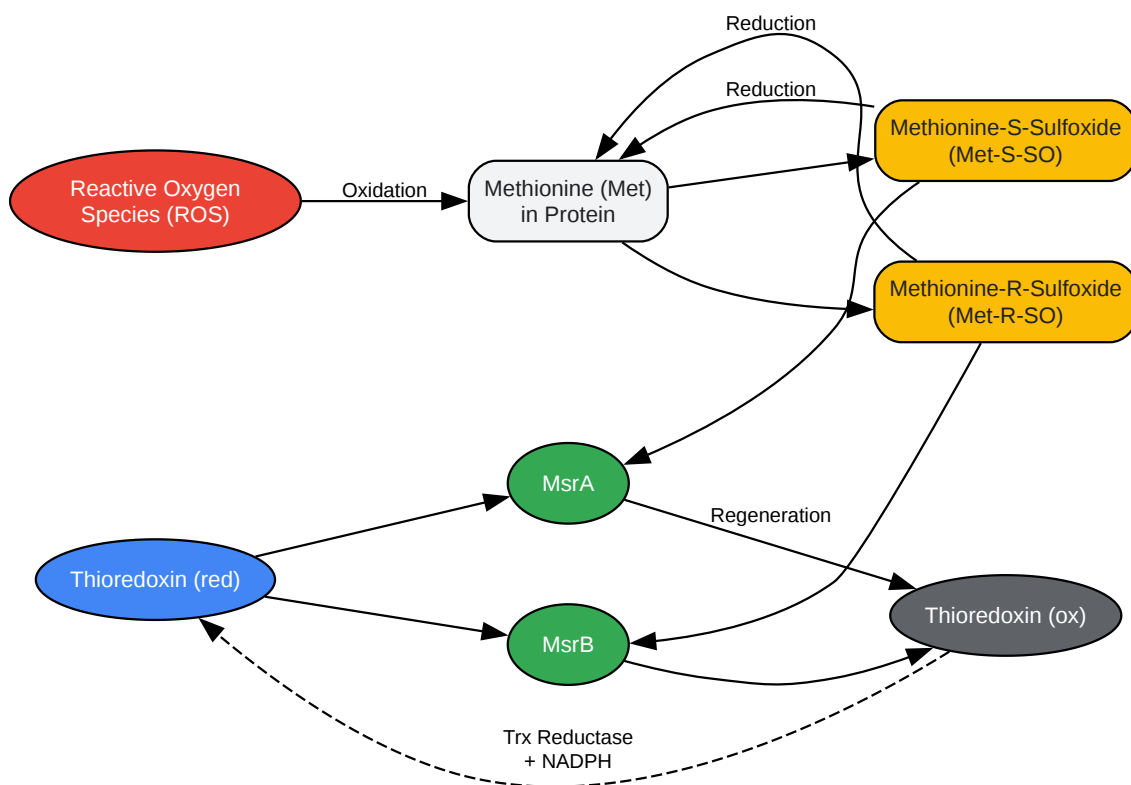 Reduction
Reduction
Methionine-S-Sulfoxide
(Met-S-SO)
Reactive Oxygen
Species (ROS)
Oxidation
Methionine (Met)
in Protein
Methionine-R-Sulfoxide
(Met-R-SO)
MsrA
Regeneration
Thioredoxin (red)
Thioredoxin (ox)
MsrB
Trx Reductase
+ NADPH